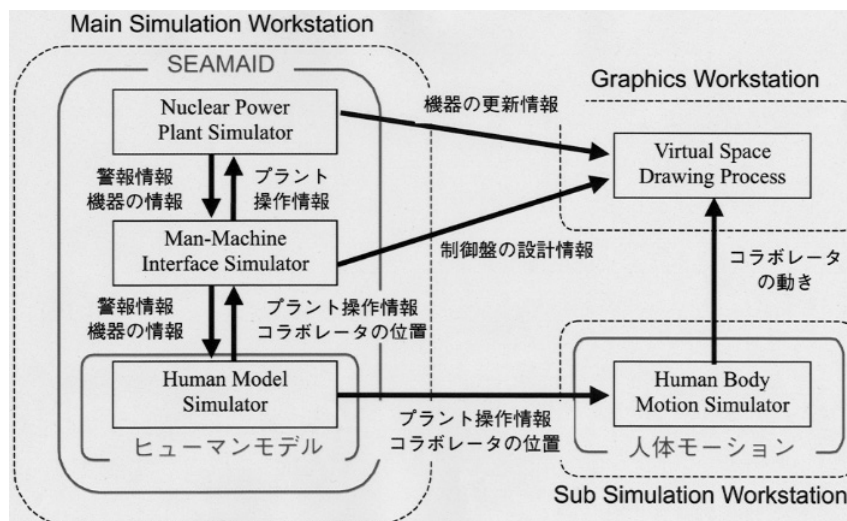 Main Simulation Workstation
SEAMAID
Nuclear Power
Plant Simulator
警報情報
機器の情報
プラント
操作情報
Man-Machine
Interface Simulator
警報情報
機器の情報
プラント操作情報
コラボレータの位置
Human Model
Simulator
ヒューマンモデル
機器の更新情報
制御盤の設計情報
プラント操作情報
コラボレータの位置
Graphics Workstation
Virtual Space
Drawing Process
コラボレータ
の動き
Human Body
Motion Simulator
人体モーション
Sub Simulation Workstation